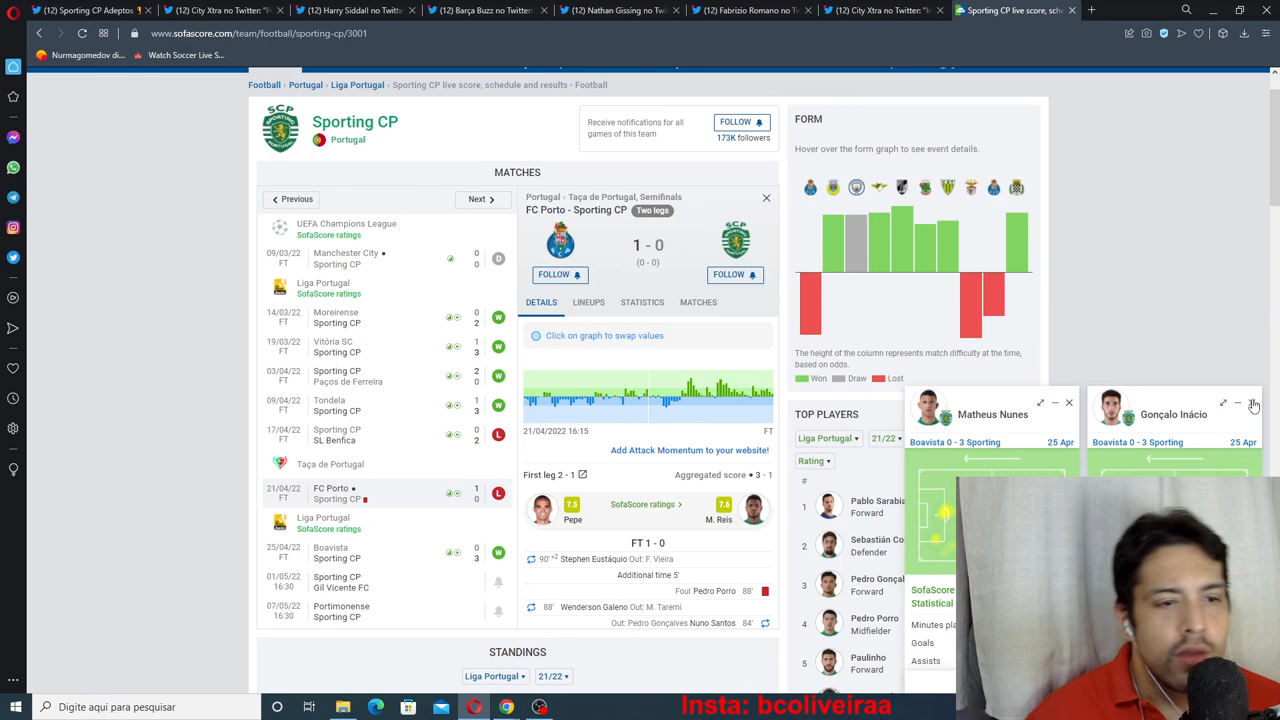 (12) Sporting CP Adeptos
(12) City Xtra on Twitter: "P
(12) Harry Siddall no Twitter:
(12) Barça Buzz no Twitter:
(12) Nathan Gissing no Twit
(12) Fabrizio Romano no Tw
(12) City Xtra on Twitter: "
Sporting CP live score, sch
www.sofascore.com/team/football/sporting-cp/3001
Nurmagomedov di...
Watch Soccer Live S...
Football › Portugal › Liga Portugal › Sporting CP live score, schedule and results - Football
Sporting CP
Portugal
Receive notifications for all
games of this team
FOLLOW
173K followers
MATCHES
Previous
Next
UEFA Champions League
SofaScore ratings
09/03/22
FT
Manchester City
Sporting CP
0
0
D
Liga Portugal
SofaScore ratings
14/03/22
FT
Moreirense
Sporting CP
0
2
W
19/03/22
FT
Vitória SC
Sporting CP
1
3
W
03/04/22
FT
Sporting CP
Paços de Ferreira
2
0
W
09/04/22
FT
Tondela
Sporting CP
1
3
W
17/04/22
FT
Sporting CP
SL Benfica
0
2
L
Taça de Portugal
21/04/22
FT
FC Porto
Sporting CP
1
0
L
Liga Portugal
SofaScore ratings
25/04/22
FT
Boavista
Sporting CP
0
3
W
01/05/22
16:30
Sporting CP
Gil Vicente FC
07/05/22
16:30
Portimonense
Sporting CP
Portugal - Taça de Portugal, Semifinals
FC Porto - Sporting CP Two legs
1 - 0
(0 - 0)
FOLLOW
FOLLOW
DETAILS
LINEUPS
STATISTICS
MATCHES
Click on graph to swap values
21/04/2022 16:15
FT
Add Attack Momentum to your website!
First leg 2 - 1
Aggregated score • 3 - 1
7.5
Pepe
SofaScore ratings
7.6
M. Reis
FT 1 - 0
90' +2 Stephen Eustáquio Out: F. Vieira
Additional time 5'
Foul Pedro Porro 88'
88' Wenderson Galeno Out: M. Taremi
Out: Pedro Gonçalves Nuno Santos 84'
STANDINGS
Liga Portugal
21/22
FORM
Hover over the form graph to see event details.
The height of the column represents match difficulty at the time,
based on odds.
Won
Draw
Lost
TOP PLAYERS
Liga Portugal
21/22
Rating
#
1
Pablo Sarabia
Forward
2
Sebastián Co
Defender
3
Pedro Gonçal
Forward
4
Pedro Porro
Midfielder
5
Paulinho
Forward
Matheus Nunes
Boavista 0 - 3 Sporting
25 Apr
SofaScore
Statistical
Minutes pla
Goals
Assists
Gonçalo Inácio
Boavista 0 - 3 Sporting
25 Apr
Digite aqui para pesquisar
Insta: bcoliveiraa